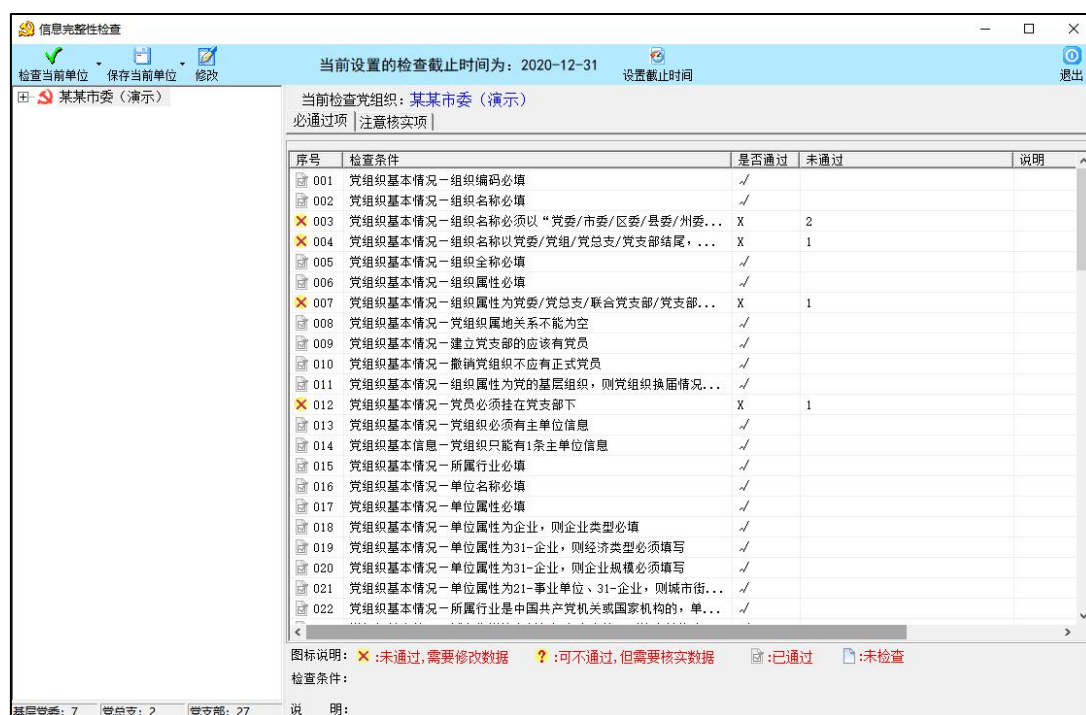 信息完整性检查
检查当前单位 保存当前单位 修改 当前设置的检查截止时间为：2020-12-31 设置截止时间 退出
某某市委（演示）
当前检查党组织：某某市委（演示）
必通过项 注意核实项
序号 检查条件 是否通过 未通过 说明
001 党组织基本情况－组织编码必填 √
002 党组织基本情况－组织名称必填 √
003 党组织基本情况－组织名称必须以“党委/市委/区委/县委/州委... X 2
004 党组织基本情况－组织名称以党委/党组/党总支/党支部结尾，... X 1
005 党组织基本情况－组织全称必填 √
006 党组织基本情况－组织属性必填 √
007 党组织基本情况－组织属性为党委/党总支/联合党支部/党支部... X 1
008 党组织基本情况－党组织属地关系不能为空 √
009 党组织基本情况－建立党支部的应该有党员 √
010 党组织基本情况－撤销党组织不应有正式党员 √
011 党组织基本情况－组织属性为党的基层组织，则党组织换届情况... √
012 党组织基本情况－党员必须挂在党支部下 X 1
013 党组织基本情况－党组织必须有主单位信息 √
014 党组织基本信息－党组织只能有1条主单位信息 √
015 党组织基本情况－所属行业必填 √
016 党组织基本情况－单位名称必填 √
017 党组织基本情况－单位属性必填 √
018 党组织基本情况－单位属性为企业，则企业类型必填 √
019 党组织基本情况－单位属性为31-企业，则经济类型必须填写 √
020 党组织基本情况－单位属性为31-企业，则企业规模必须填写 √
021 党组织基本情况－单位属性为21-事业单位、31-企业，则城市街... √
022 党组织基本情况－所属行业是中国共产党机关或国家机构的，单... √
图标说明： X :未通过,需要修改数据 ? :可不通过,但需要核实数据 :已通过 :未检查
检查条件：
说 明：
基层党委：7 党总支：2 党支部：27